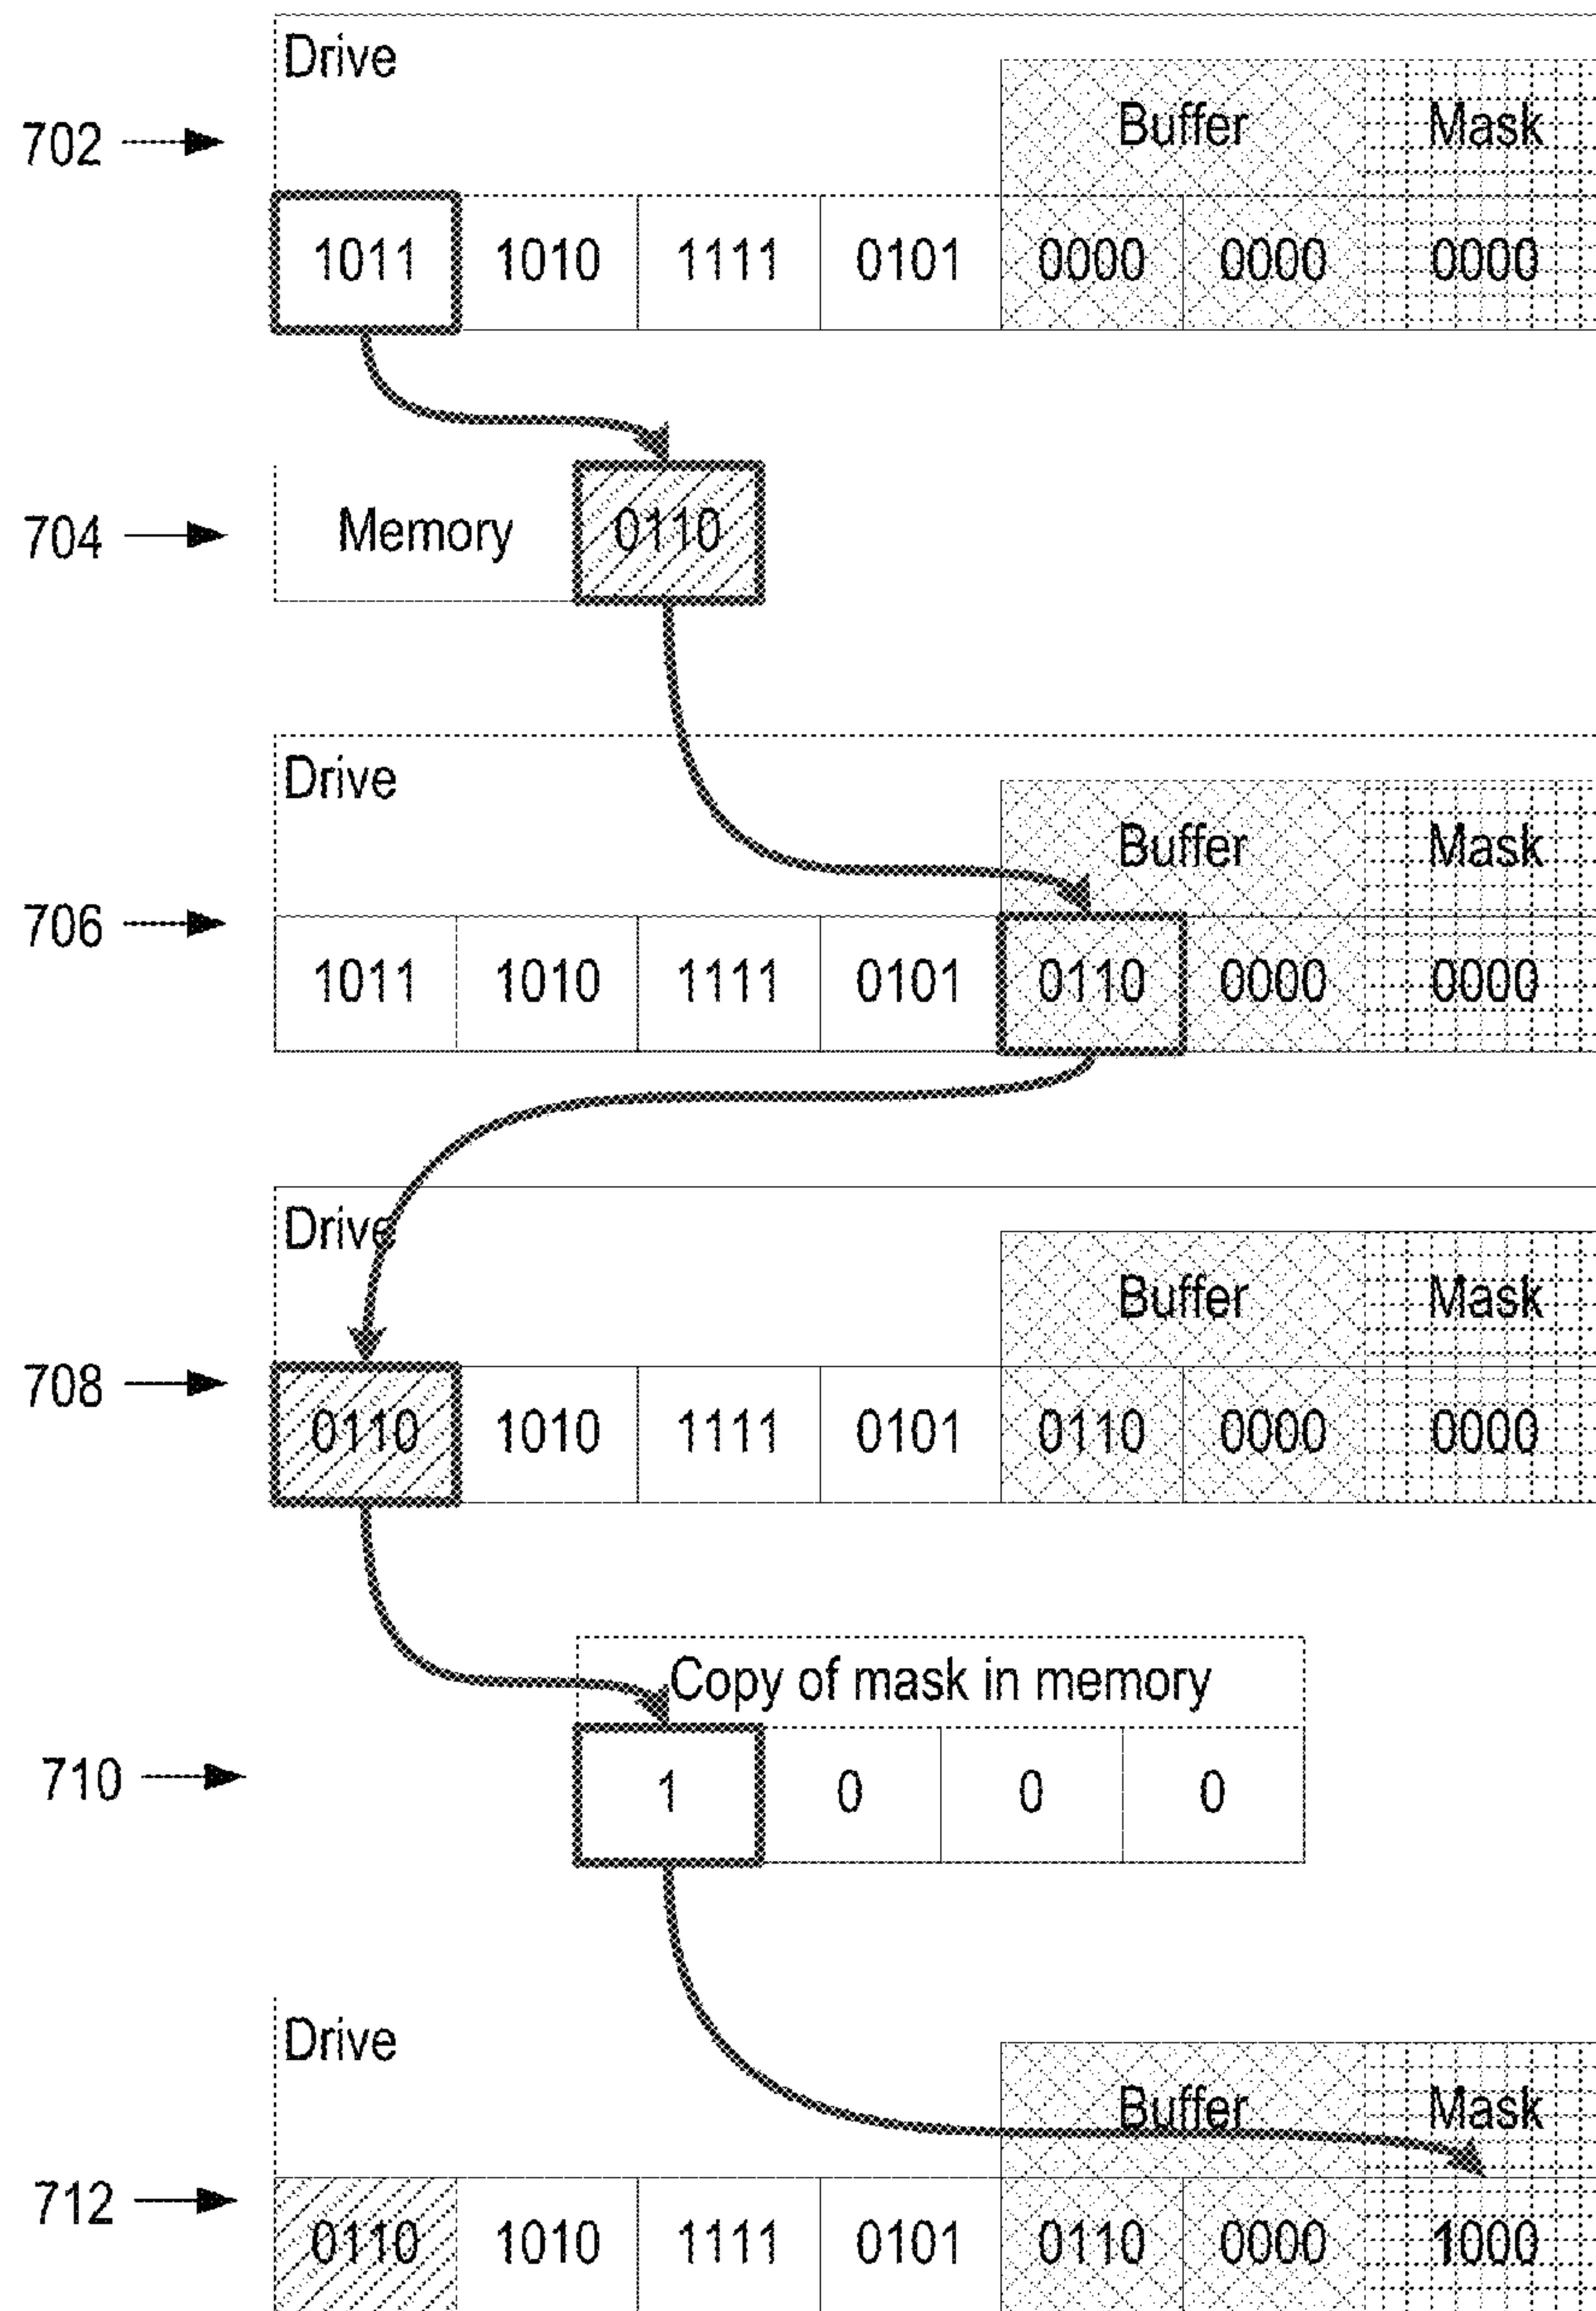 Drive
702
Buffer Mask
1011 1010 1111 0101 0000 0000 0000
704 Memory 0110
Drive
Buffer Mask
706
1011 1010 1111 0101 0110 0000 0000
Drive
Buffer Mask
708
0110 1010 1111 0101 0110 0000 0000
Copy of mask in memory
710
1 0 0 0
Drive
Buffer Mask
712
0110 1010 1111 0101 0110 0000 1000